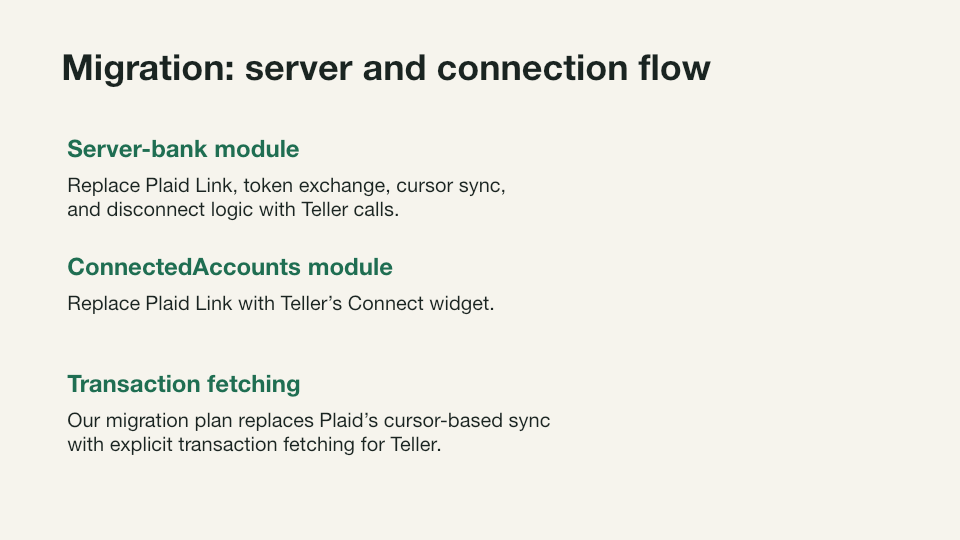 Migration: server and connection flow
Server-bank module
Replace Plaid Link, token exchange, cursor sync,
and disconnect logic with Teller calls.
ConnectedAccounts module
Replace Plaid Link with Teller’s Connect widget.
Transaction fetching
Our migration plan replaces Plaid’s cursor-based sync
with explicit transaction fetching for Teller.